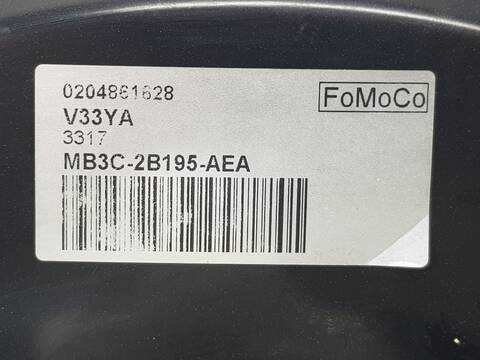 0204861628
FoMoCo
V33YA
3317
MB3C-2B195-AEA